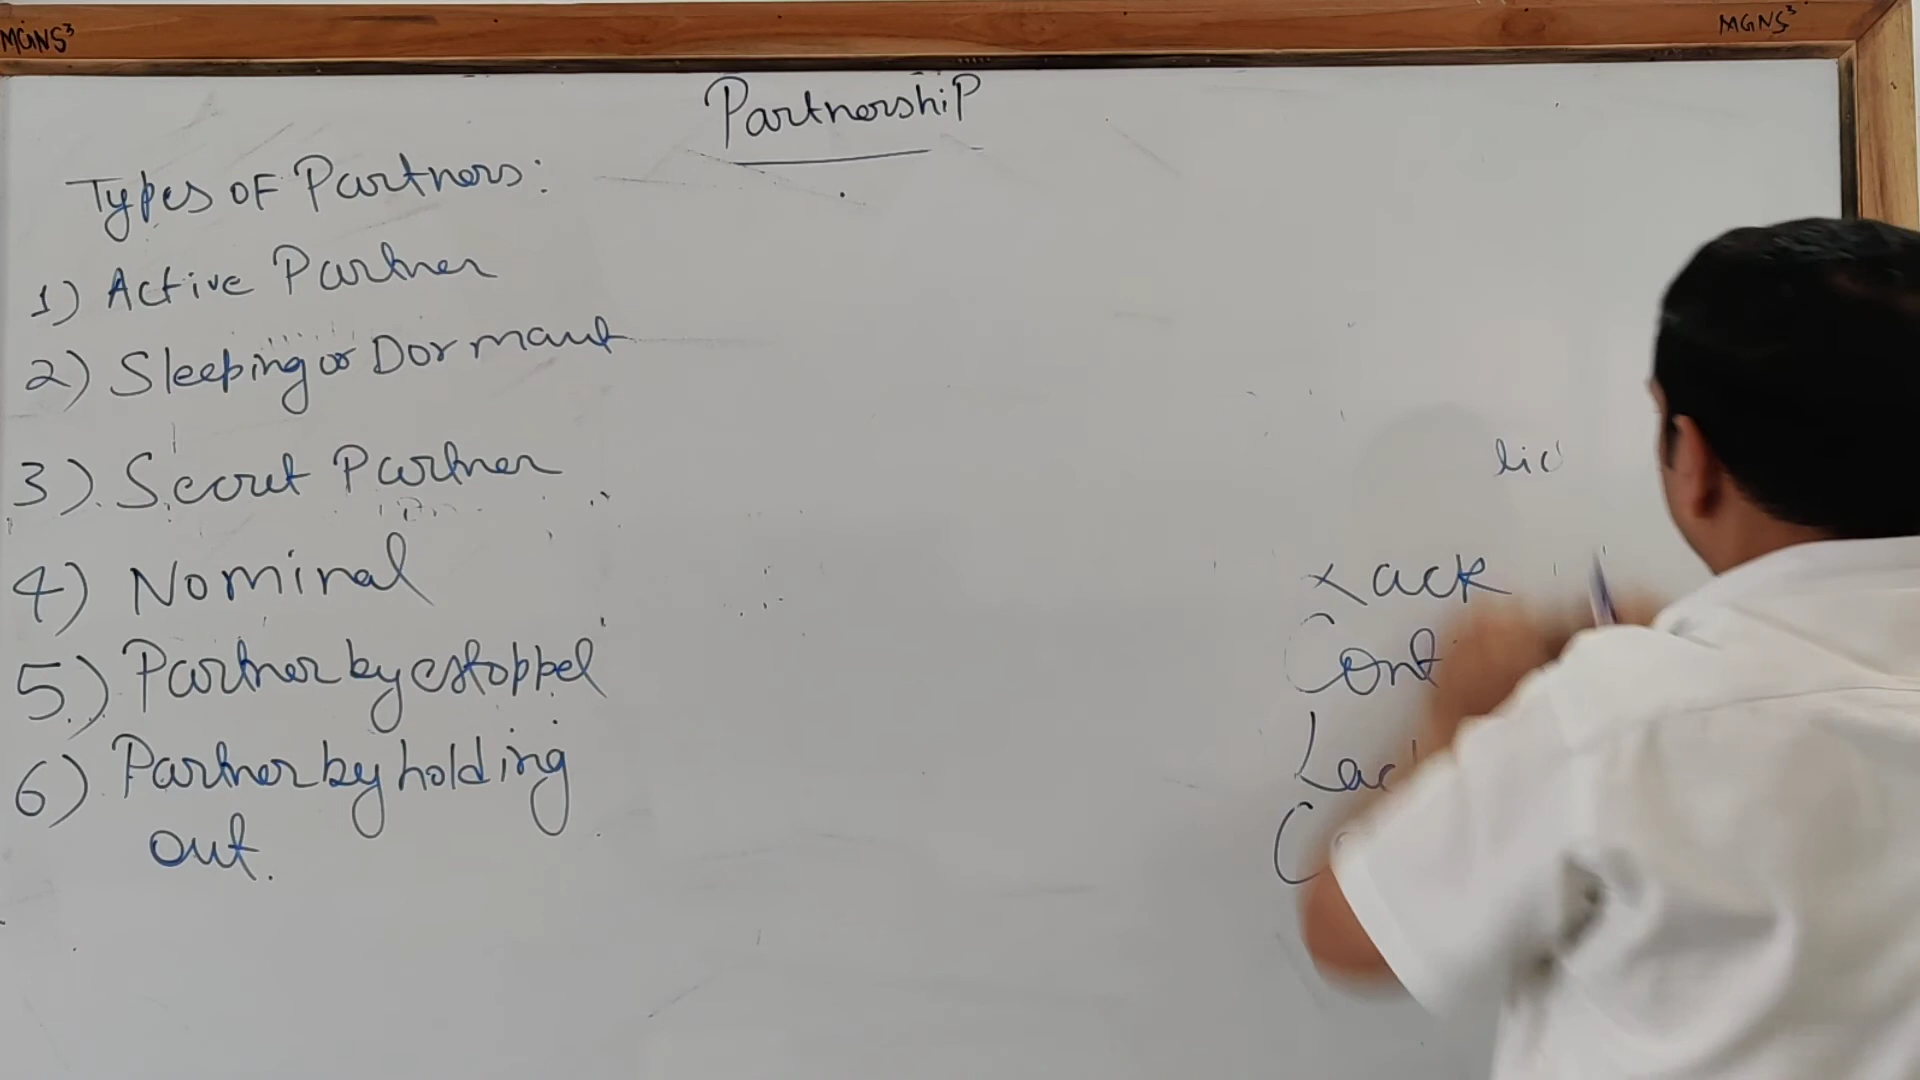 MGNS³
MGNS³
PartnershiP
Types OF Partners:
1) Active Partner
2) Sleeping or Dormant
3) Secret Partner
4) Nominal
5) Partner by estoppel
6) Partner by holding
out.